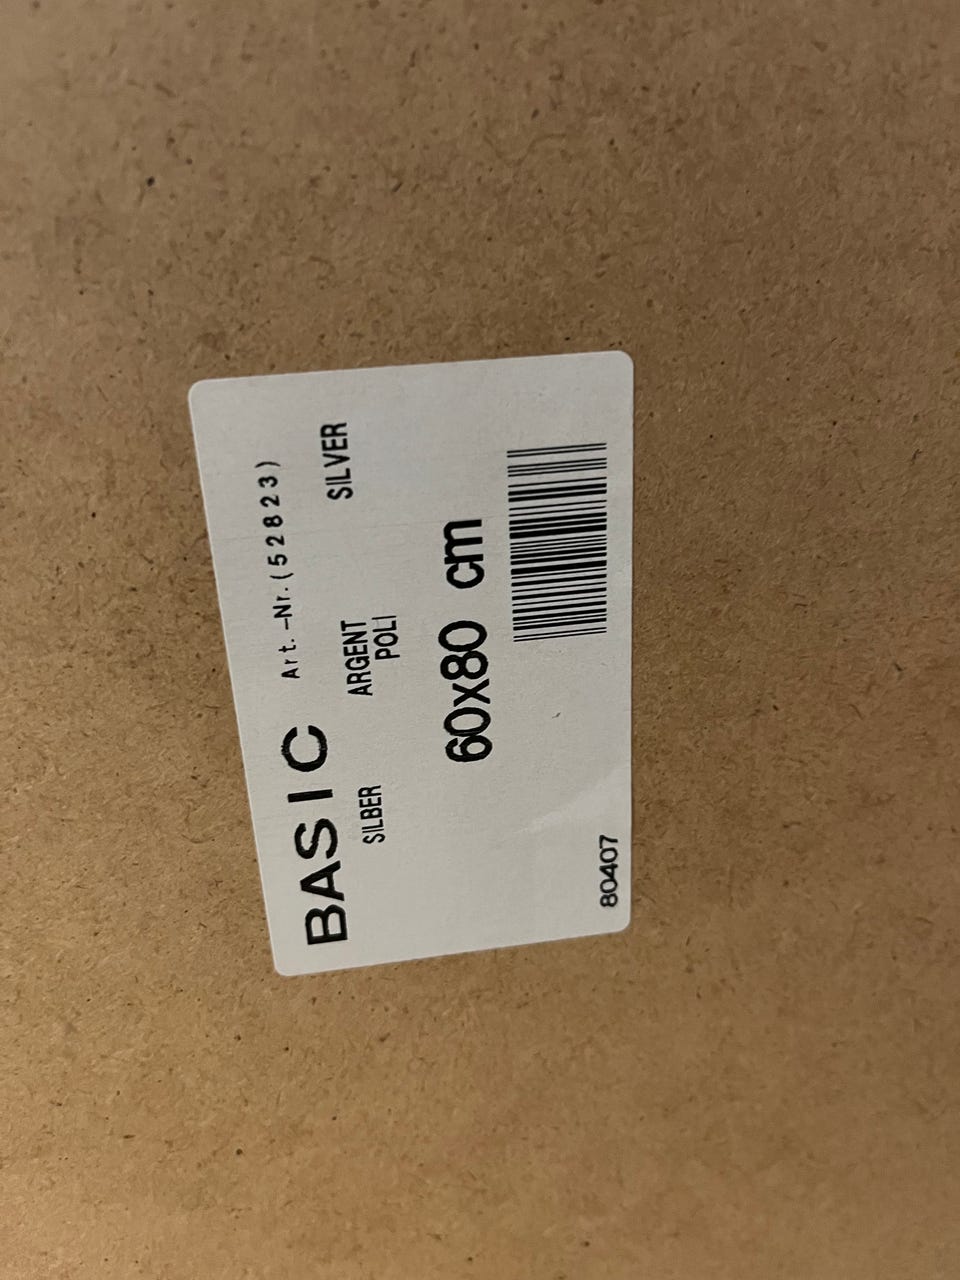 BASIC Art.-Nr.(52823)
SILBER ARGENT SILVER
POLI
60x80 cm
80407